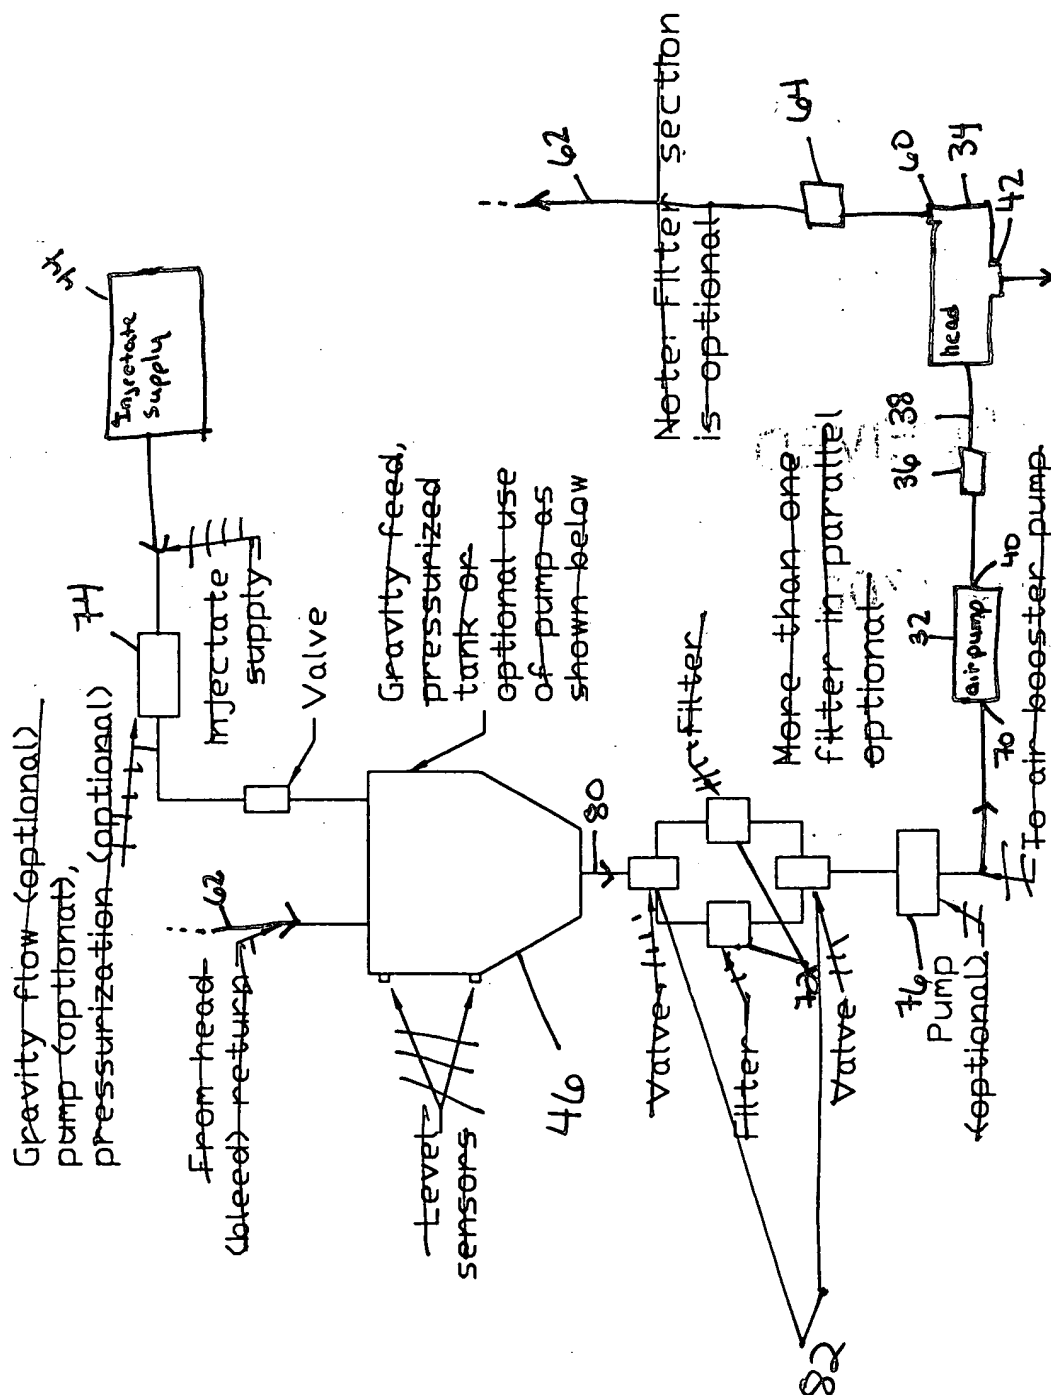 Gravity flow (optional)
pump (optional),
pressurization (optional)
74
44
Injectate
supply
Injectate
supply
Valve
From head
(bleed) return
62
Level
sensors
46
Gravity feed,
pressurized
tank or
optional use
of pump as
shown below
80
Valve
Filter
Filter
72
Valve
82
76
Pump
(optional)
To air booster pump
70
32
air pump
40
More than one
filter in parallel
optional
36
38
head
42
34
60
64
62
Note: Filter section
is optional